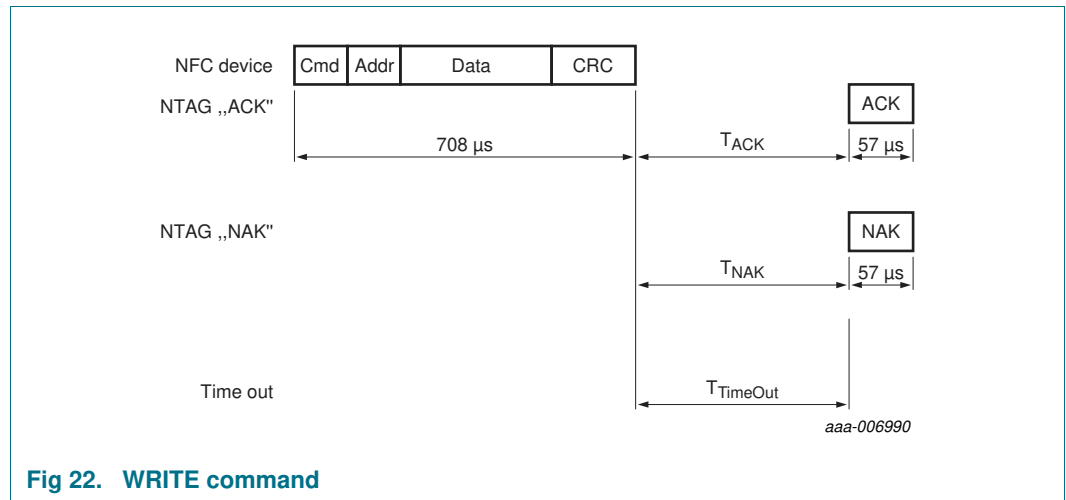 NFC device Cmd Addr Data CRC
NTAG ,,ACK" ACK
708 µs TACK 57 µs
NTAG ,,NAK" NAK
TNAK 57 µs
Time out TTimeOut
aaa-006990
Fig 22. WRITE command